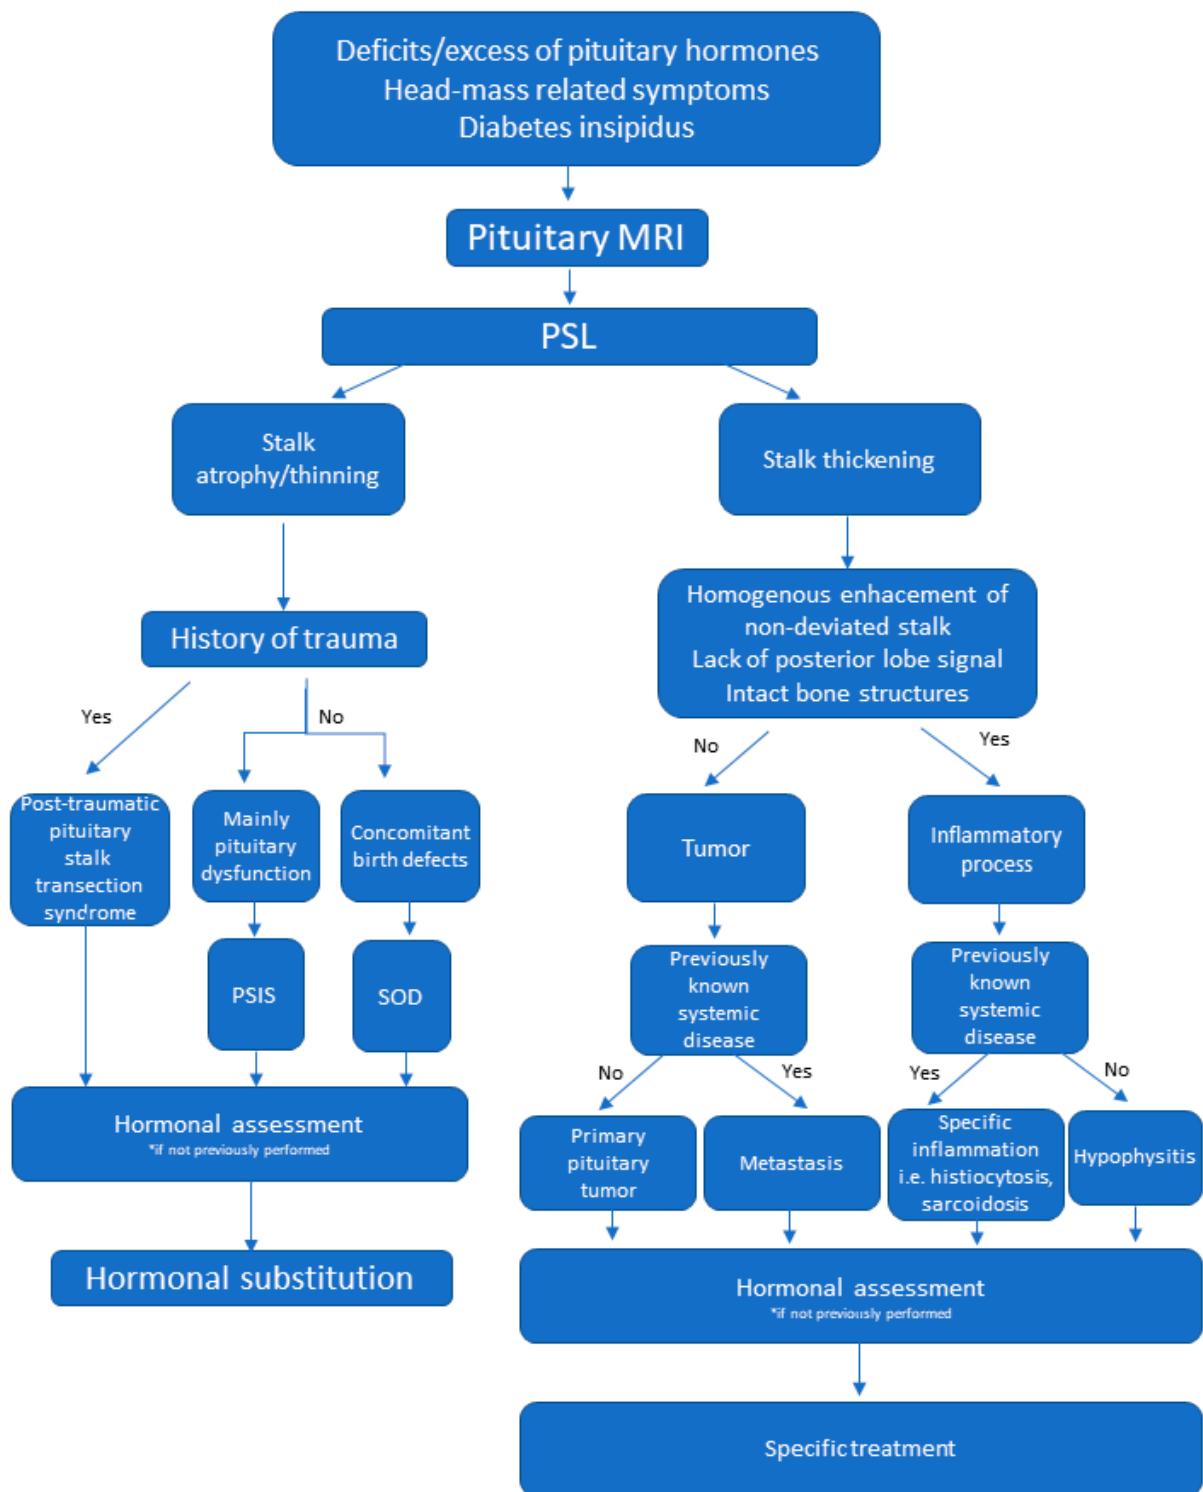 Deficits/excess of pituitary hormones
Head-mass related symptoms
Diabetes insipidus
Pituitary MRI
PSL
Stalk
atrophy/thinning
Stalk thickening
History of trauma
Homogenous enhacement of
non-deviated stalk
Lack of posterior lobe signal
Intact bone structures
Yes
No
No
Yes
Post-traumatic
pituitary
stalk
transection
syndrome
Mainly
pituitary
dysfunction
Concomitant
birth defects
Tumor
Inflammatory
process
PSIS
SOD
Previously
known
systemic
disease
Previously
known
systemic
disease
No
Yes
Yes
No
Hormonal assessment
*if not previously performed
Primary
pituitary
tumor
Metastasis
Specific
inflammation
i.e. histiocytosis,
sarcoidosis
Hypophysitis
Hormonal substitution
Hormonal assessment
*if not previously performed
Specific treatment